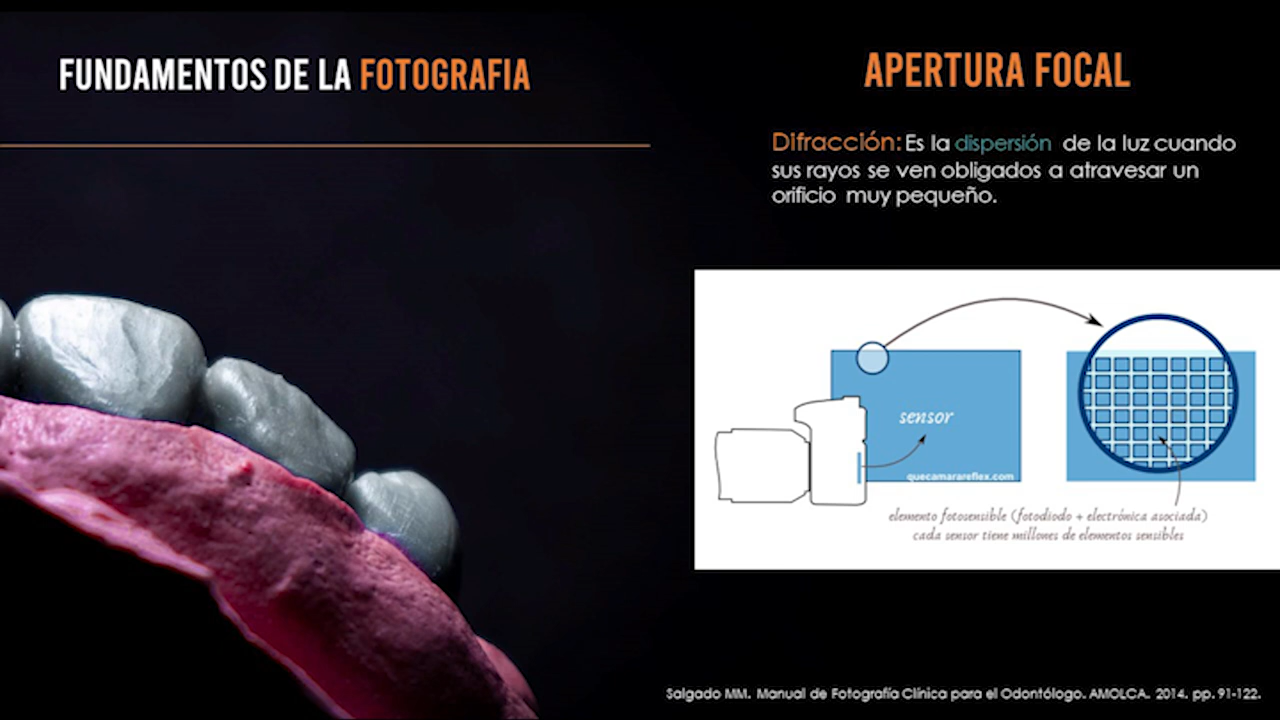 FUNDAMENTOS DE LA FOTOGRAFIA
APERTURA FOCAL
Difracción: Es la dispersión de la luz cuando
sus rayos se ven obligados a atravesar un
orificio muy pequeño.
sensor
quecamarareflex.com
elemento fotosensible (fotodiodo + electrónica asociada)
cada sensor tiene millones de elementos sensibles
Salgado MM. Manual de Fotografía Clínica para el Odontólogo. AMOLCA. 2014. pp. 91-122.